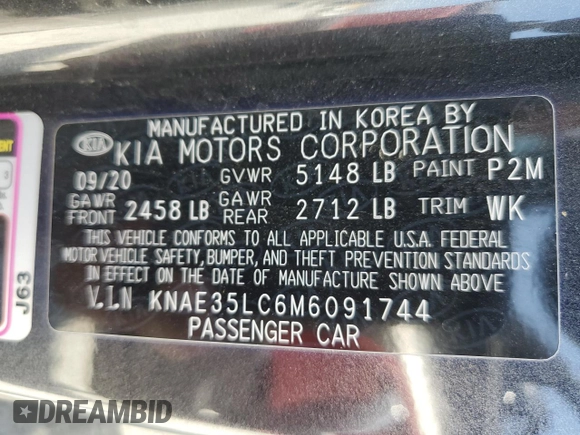 MANUFACTURED IN KOREA BY
KIA KIA MOTORS CORPORATION
09/20 GVWR 5148 LB PAINT P2M
GAWR FRONT 2458 LB GAWR REAR 2712 LB TRIM WK
THIS VEHICLE CONFORMS TO ALL APPLICABLE U.S.A. FEDERAL
MOTOR VEHICLE SAFETY, BUMPER, AND THEFT PREVENTION STANDARDS
IN EFFECT ON THE DATE OF MANUFACTURE SHOWN ABOVE
V.I.N KNAE35LC6M6091744
PASSENGER CAR
J63
DREAMBID